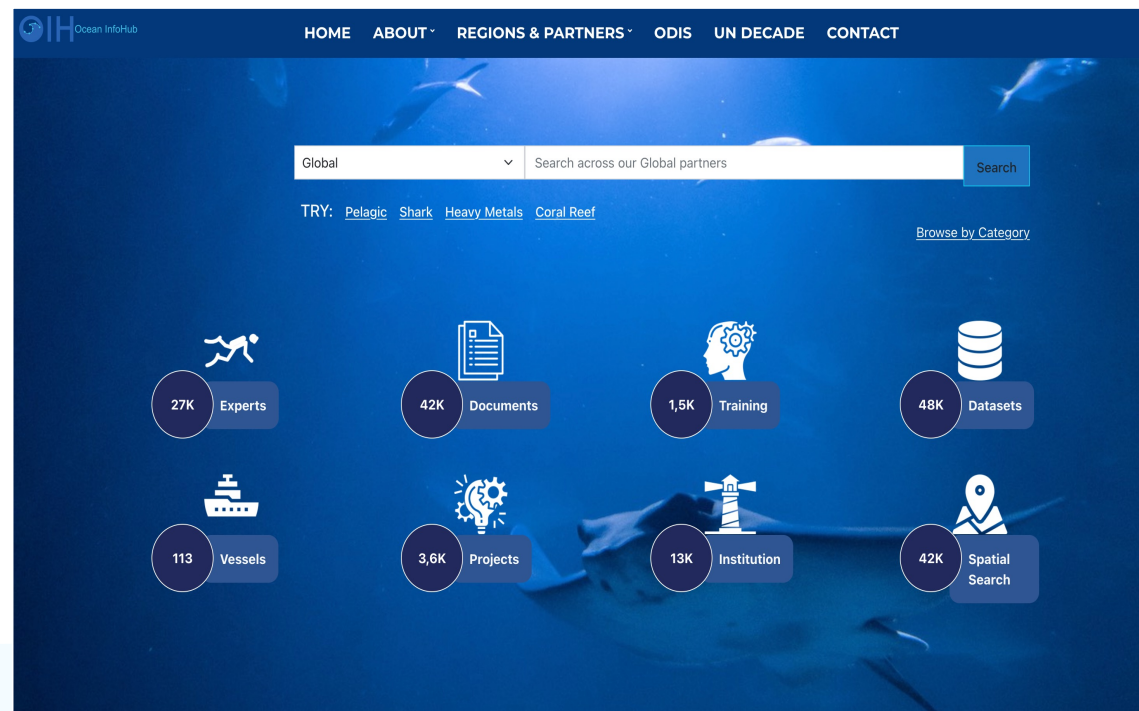 OIH Ocean InfoHub
HOME ABOUT REGIONS & PARTNERS ODIS UN DECADE CONTACT
Global Search across our Global partners Search
TRY: Pelagic Shark Heavy Metals Coral Reef
Browse by Category
27K Experts 42K Documents 1,5K Training 48K Datasets
113 Vessels 3,6K Projects 13K Institution 42K Spatial
Search